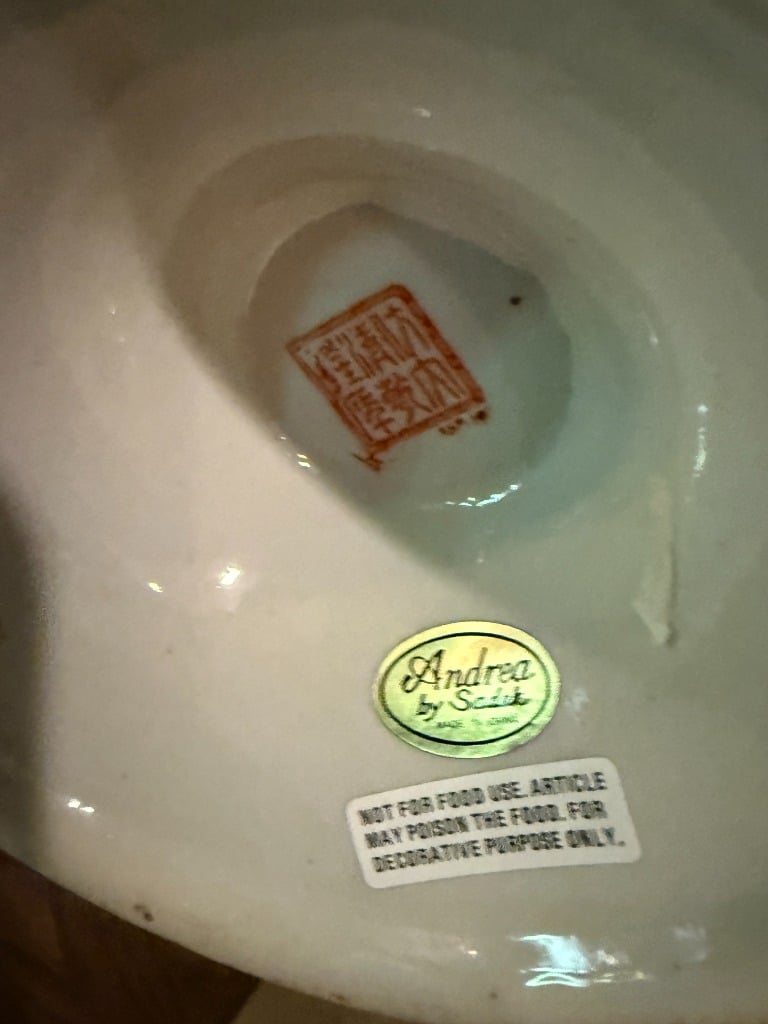 Andrea
by Sadek
MADE IN CHINA
NOT FOR FOOD USE. ARTICLE
MAY POISON THE FOOD. FOR
DECORATIVE PURPOSE ONLY.